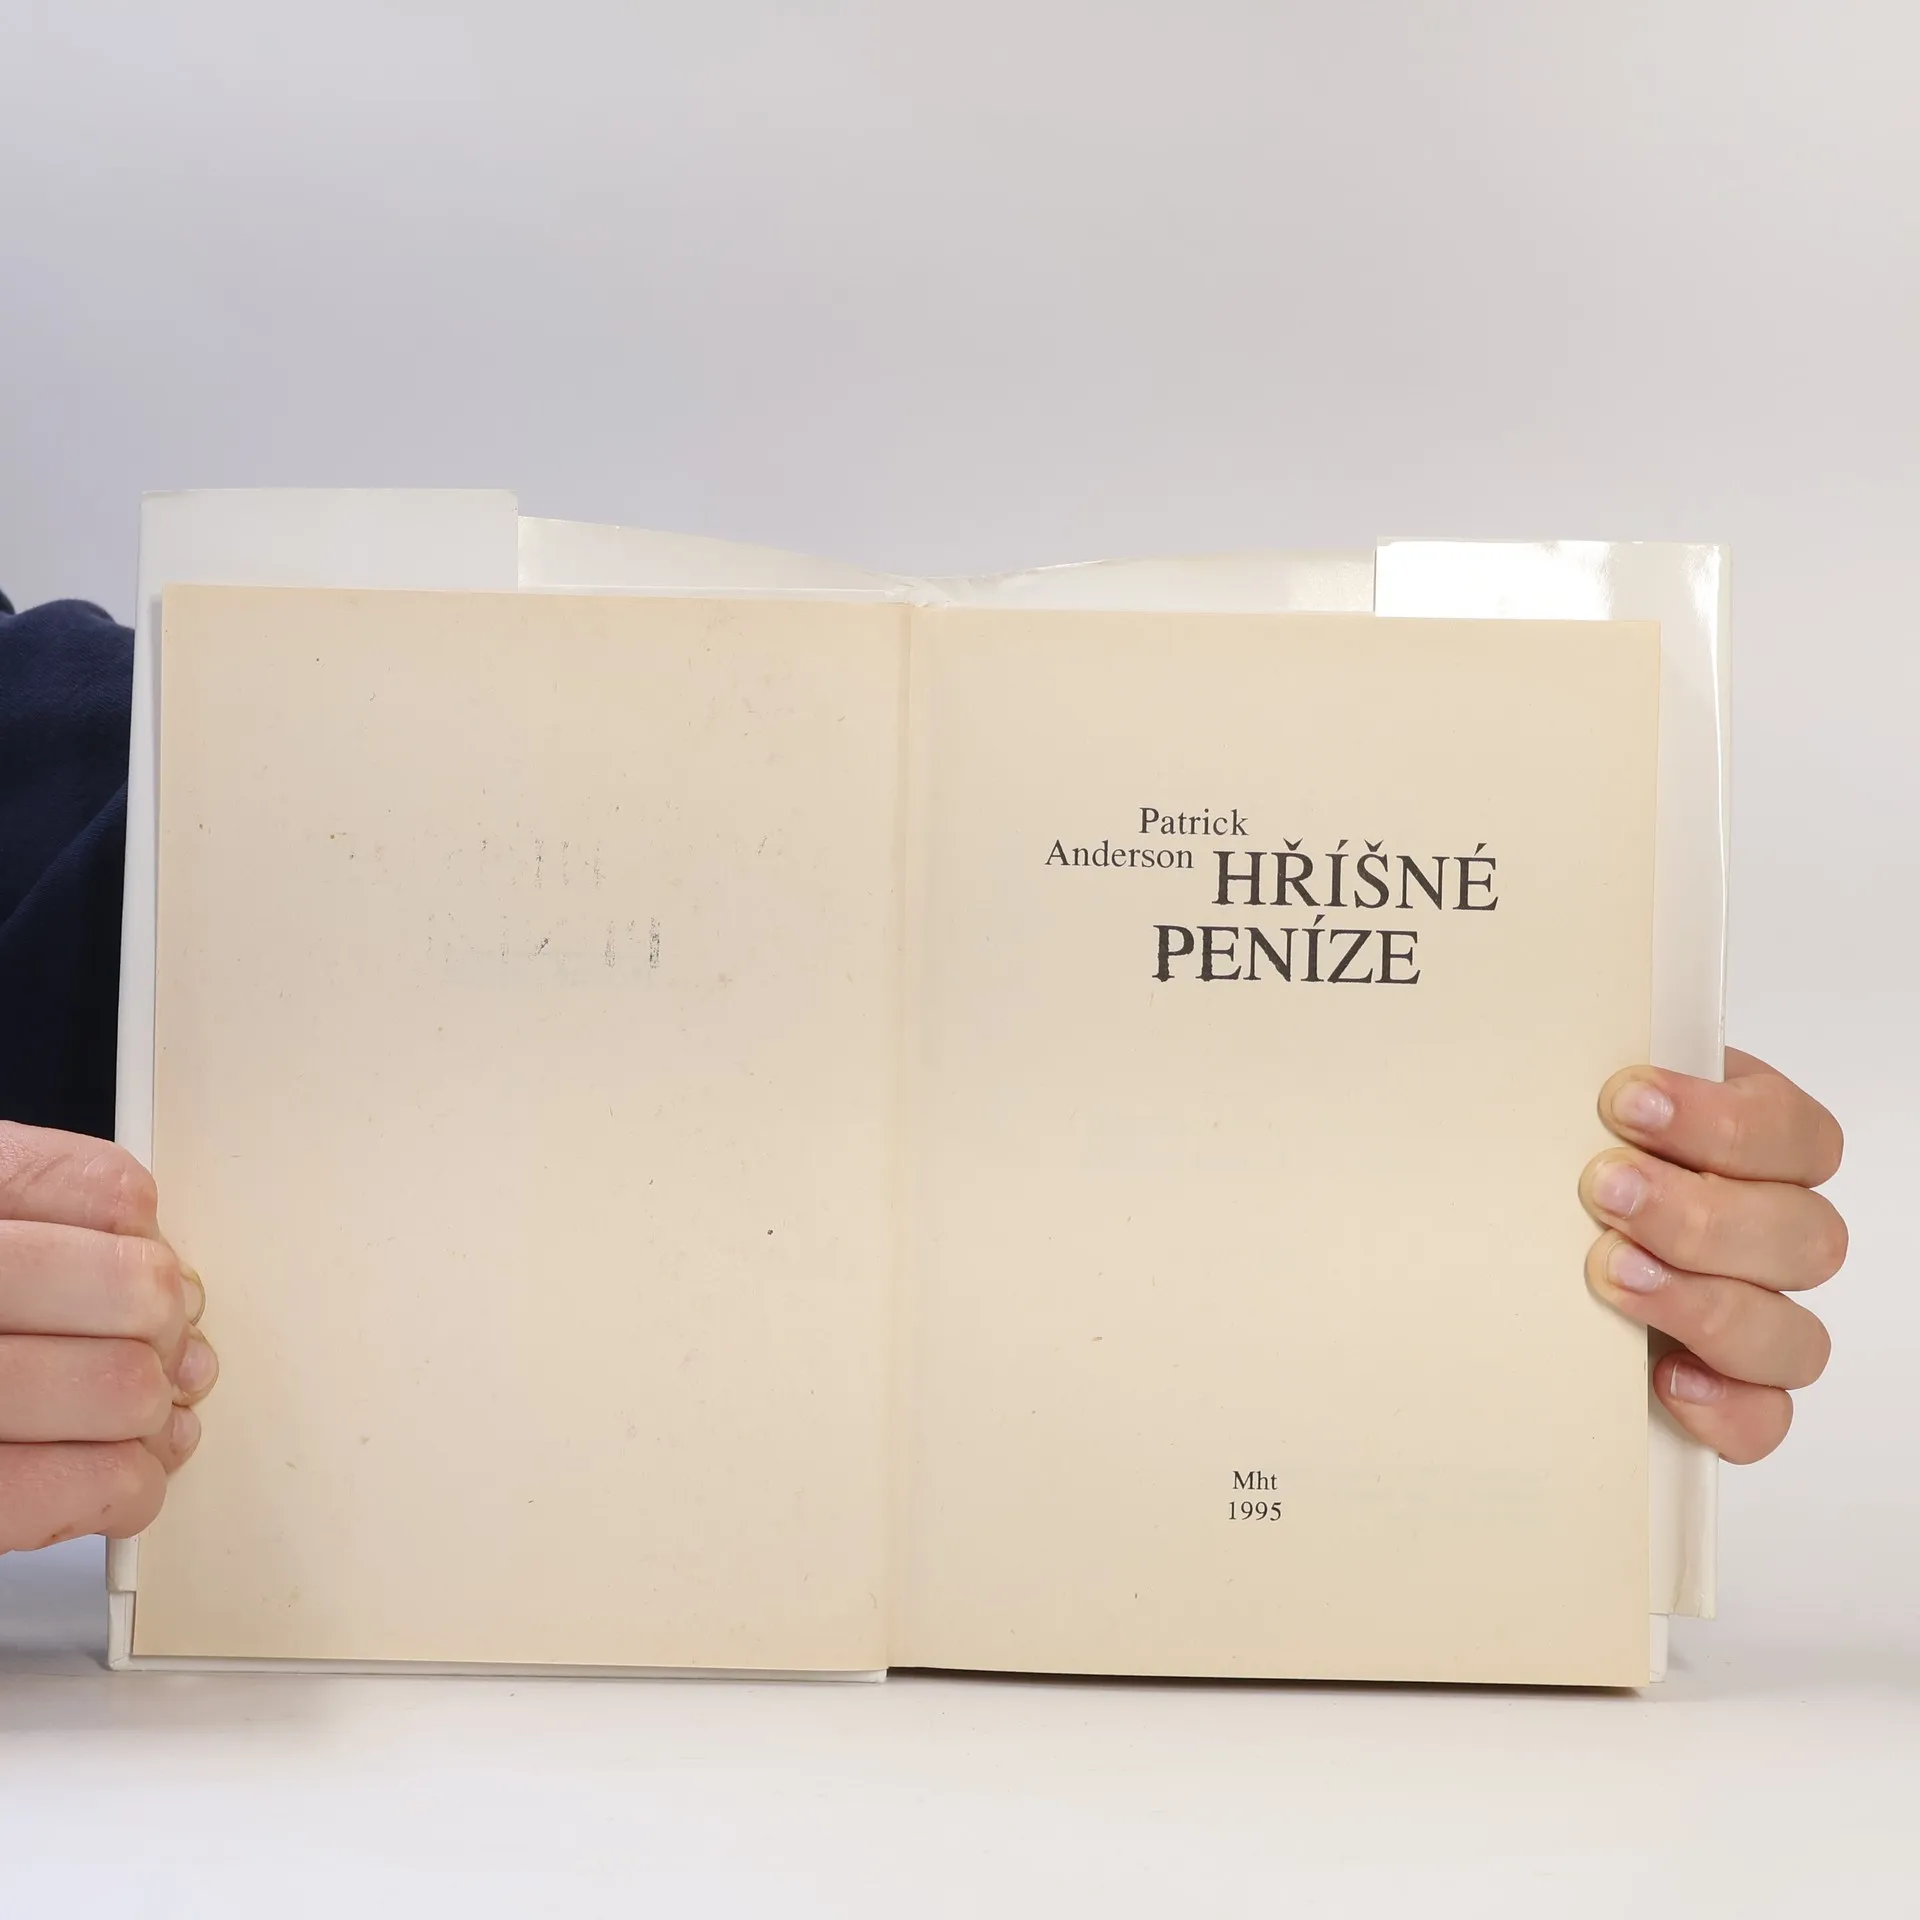 Patrick
Anderson HŘÍŠNÉ
PENÍZE
Mht
1995